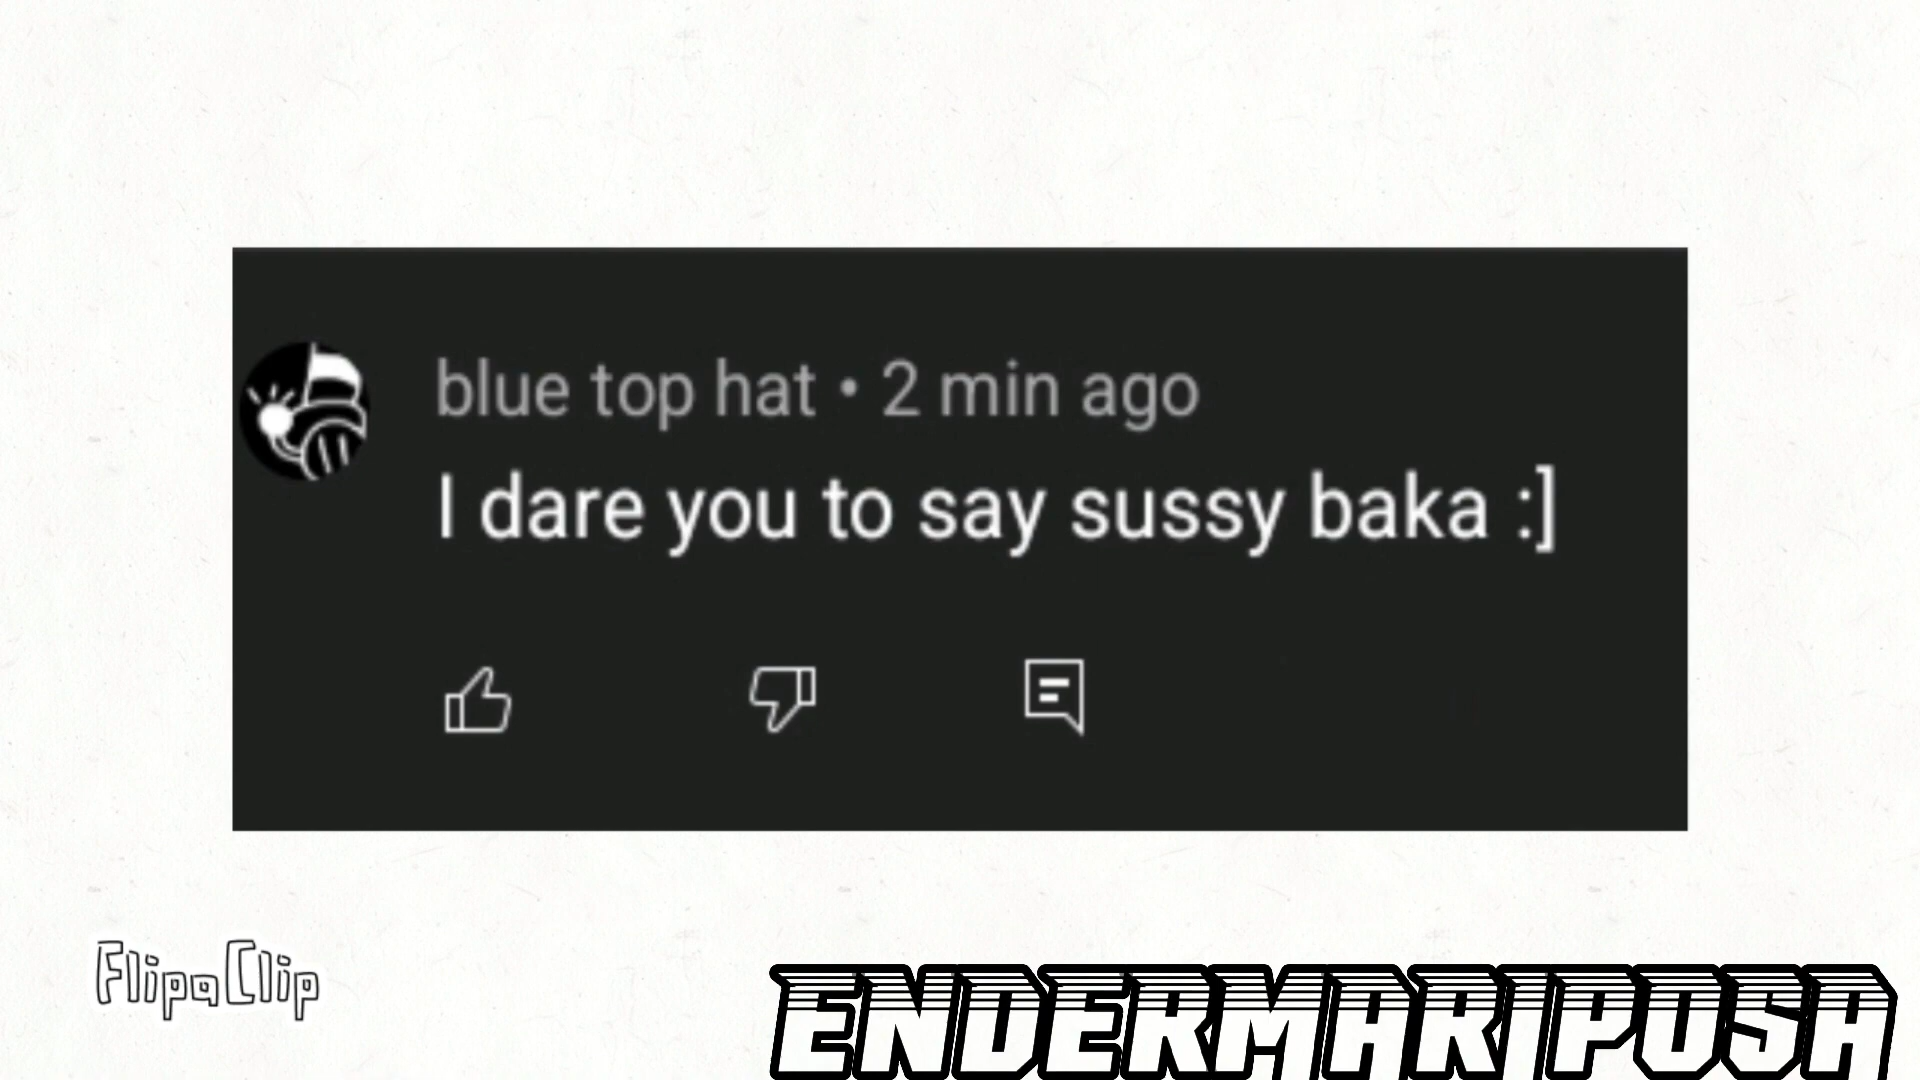 blue top hat • 2 min ago
I dare you to say sussy baka :]
FlipaClip
ENDERMARIPOSA